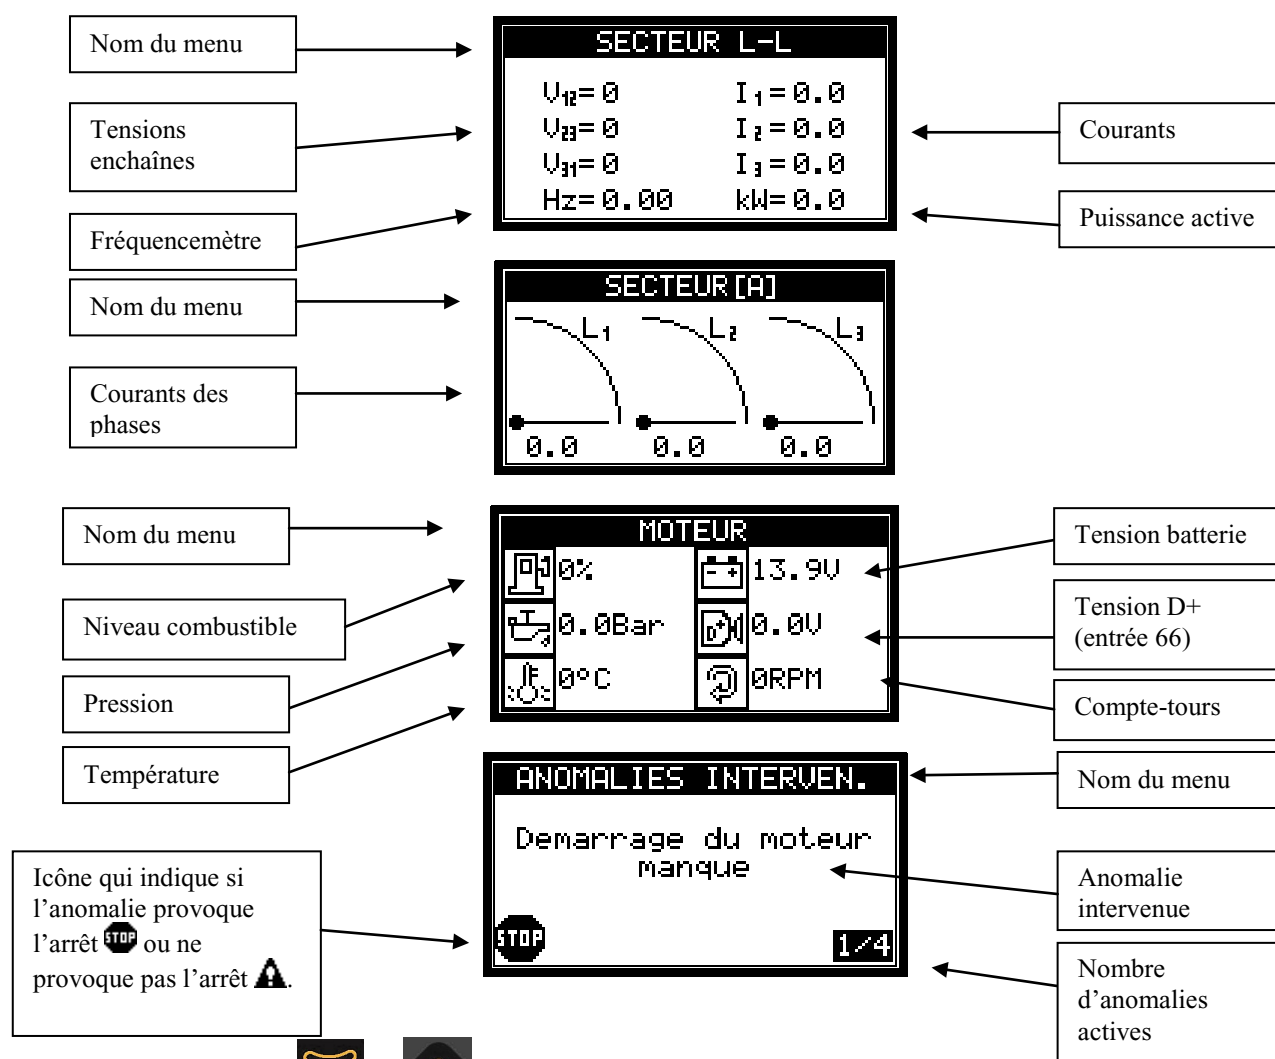 Nom du menu
SECTEUR L-L
Tensions
enchaînes
V12= 0 I1=0.0
V23= 0 I2=0.0
V31= 0 I3=0.0
Hz=0.00 kW=0.0
Courants
Fréquencemètre
Puissance active
Nom du menu
SECTEUR[A]
L1 L2 L3
Courants des
phases
0.0 0.0 0.0
Nom du menu
MOTEUR
Tension batterie
0% 13.9V
Niveau combustible
D+
0.0Bar 0.0V
Tension D+
(entrée 66)
Pression
0°C 0RPM
Compte-tours
Température
ANOMALIES INTERVEN.
Nom du menu
Demarrage du moteur
manque
Anomalie
intervenue
Icône qui indique si
l’anomalie provoque
l’arrêt STOP ou ne
provoque pas l’arrêt .
STOP
1/4
Nombre
d’anomalies
actives